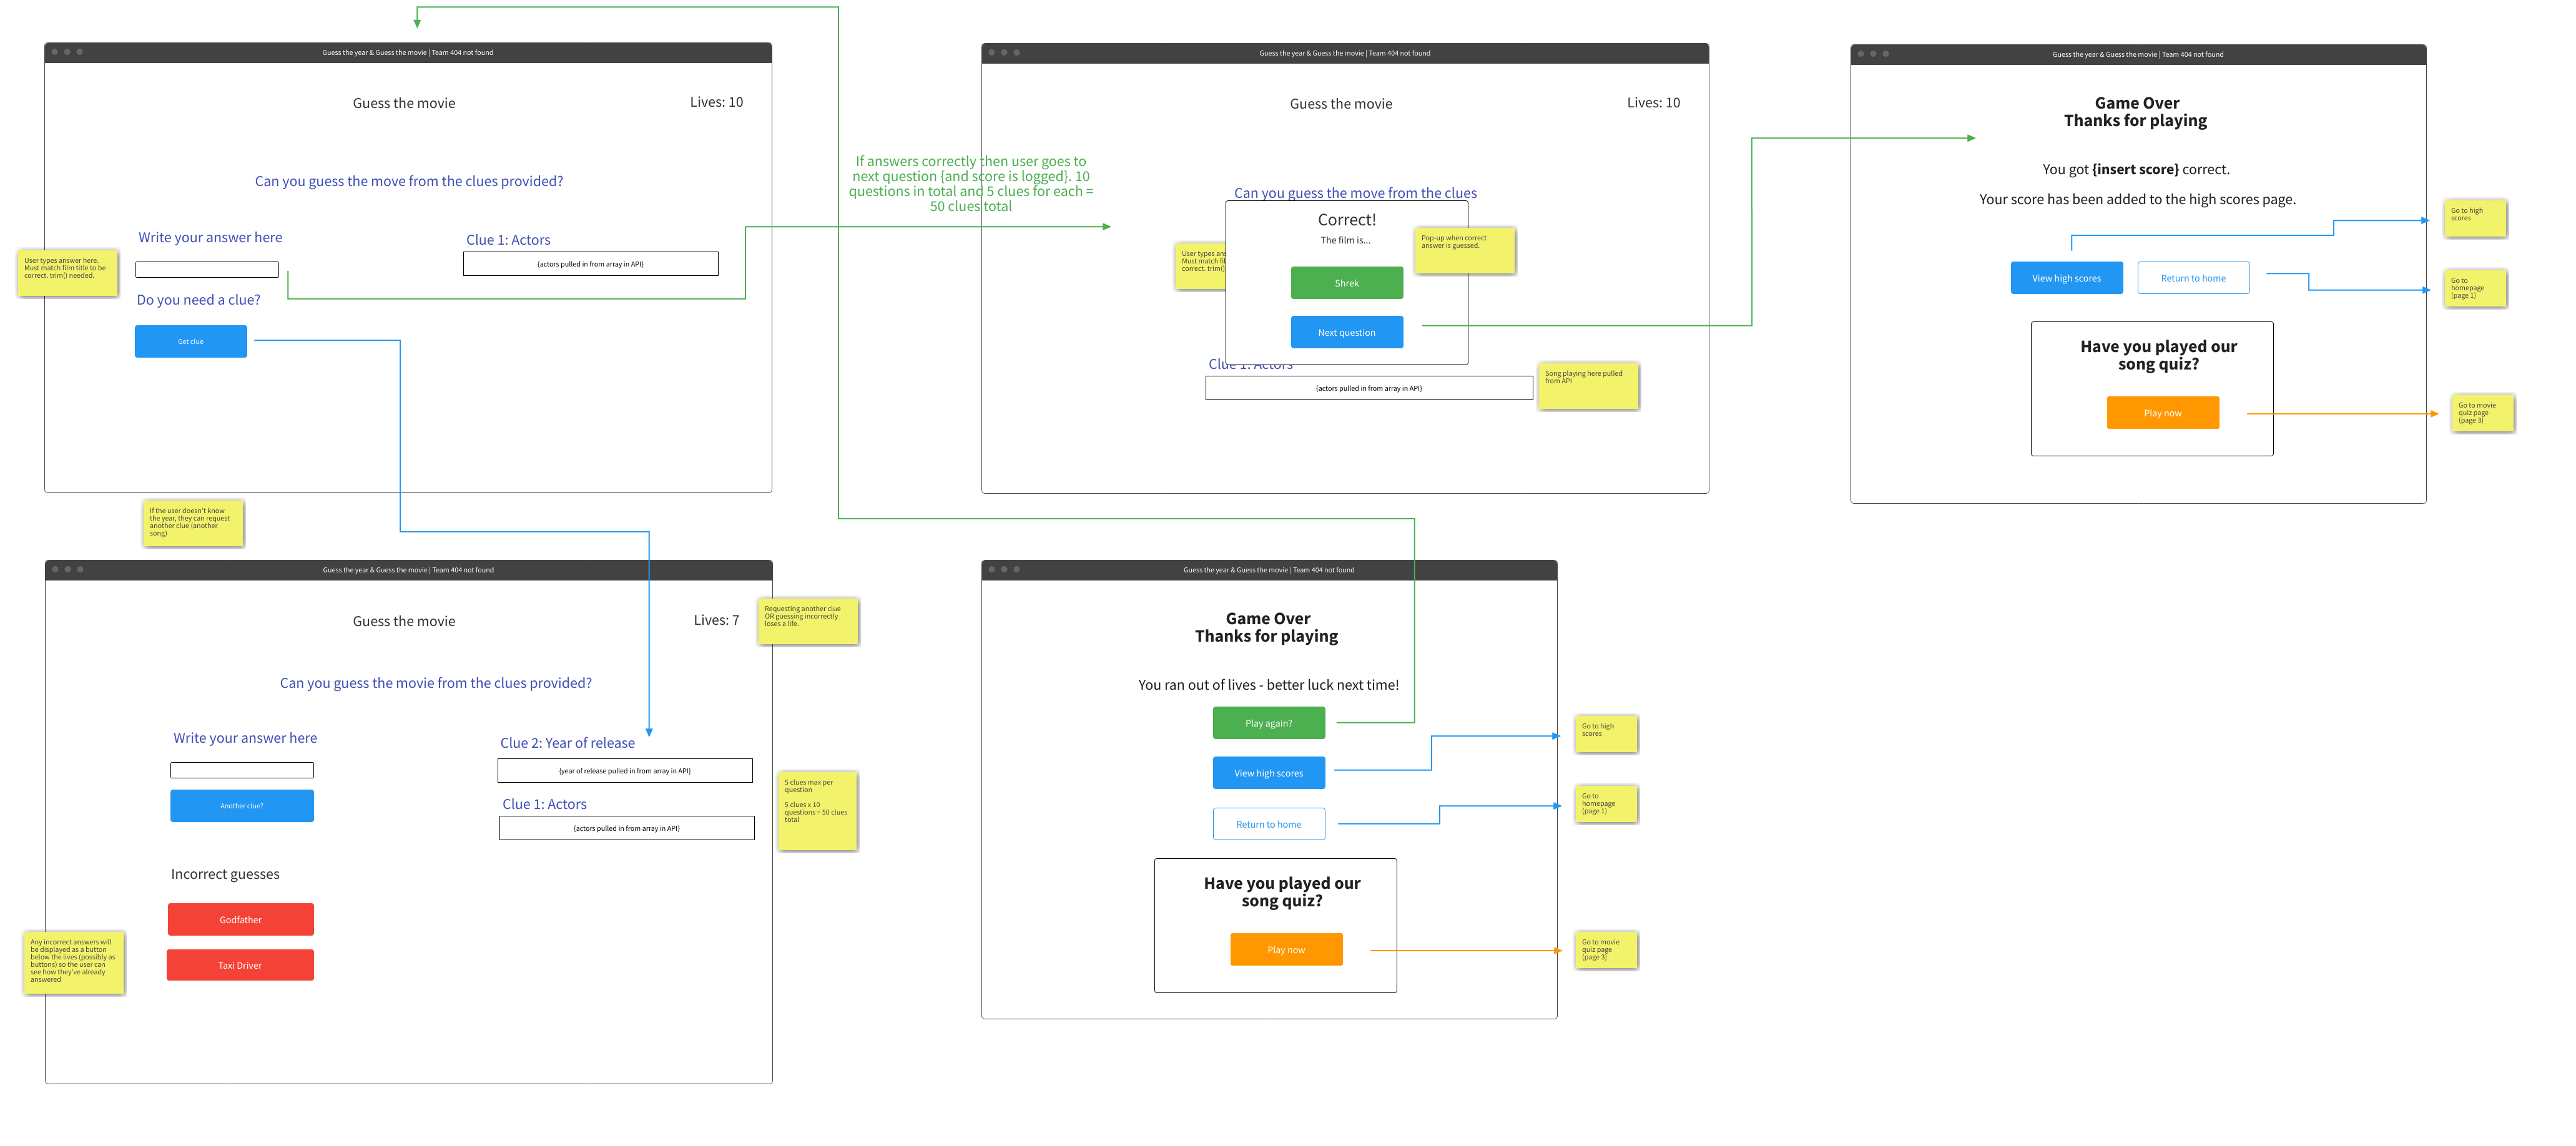 Guess the year & Guess the movie | Team 404 not found
Guess the movie
Lives: 10
Can you guess the move from the clues provided?
Write your answer here
Clue 1: Actors
{actors pulled in from array in API}
User types answer here.
Must match film title to be
correct. trim() needed.
Do you need a clue?
Get clue
If answers correctly then user goes to
next question {and score is logged}. 10
questions in total and 5 clues for each =
50 clues total
Guess the year & Guess the movie | Team 404 not found
Guess the movie
Lives: 10
Can you guess the move from the clues
Correct!
The film is...
Shrek
Next question
Pop-up when correct
answer is guessed.
User types ans
Must match fil
correct. trim()
Clue 1: Actors
{actors pulled in from array in API}
Song playing here pulled
from API
Guess the year & Guess the movie | Team 404 not found
Game Over
Thanks for playing
You got {insert score} correct.
Your score has been added to the high scores page.
View high scores
Return to home
Go to high
scores
Go to
homepage
(page 1)
Have you played our
song quiz?
Play now
Go to movie
quiz page
(page 3)
If the user doesn't know
the year, they can request
another clue (another
song)
Guess the year & Guess the movie | Team 404 not found
Guess the movie
Lives: 7
Requesting another clue
OR guessing incorrectly
loses a life.
Can you guess the movie from the clues provided?
Write your answer here
Another clue?
Clue 2: Year of release
{year of release pulled in from array in API}
Clue 1: Actors
{actors pulled in from array in API}
5 clues max per
question
5 clues x 10
questions = 50 clues
total
Incorrect guesses
Godfather
Taxi Driver
Any incorrect answers will
be displayed as a button
below the lives (possibly as
buttons) so the user can
see how they've already
answered
Guess the year & Guess the movie | Team 404 not found
Game Over
Thanks for playing
You ran out of lives - better luck next time!
Play again?
View high scores
Return to home
Go to high
scores
Go to
homepage
(page 1)
Have you played our
song quiz?
Play now
Go to movie
quiz page
(page 3)